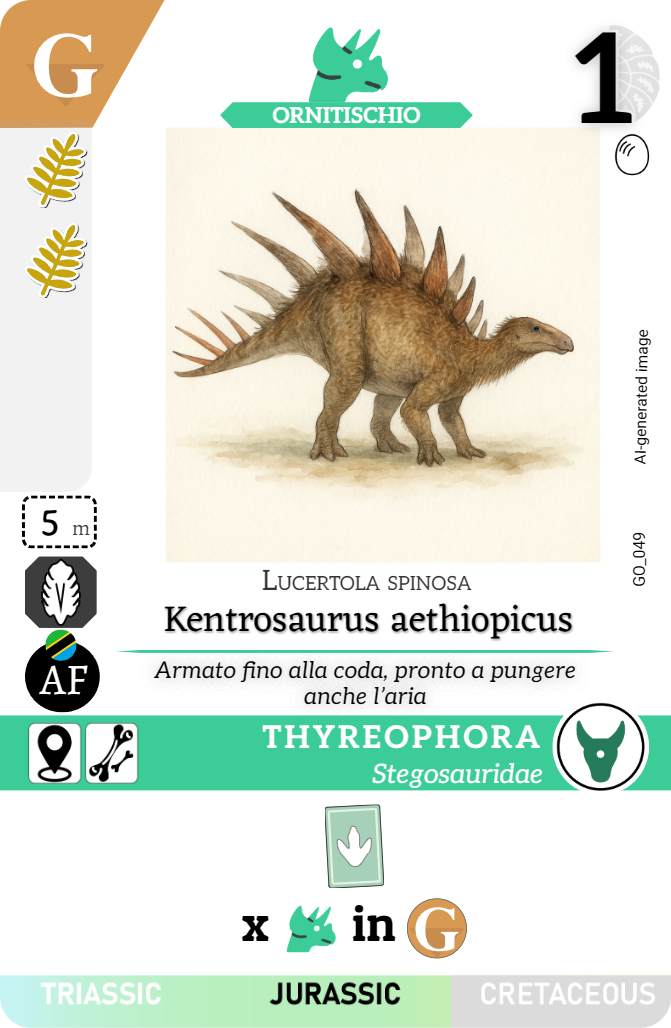 G
ORNITISCHIO
1
AI-generated image
GO_049
5 m
AF
Lucertola spinosa
Kentrosaurus aethiopicus
Armato fino alla coda, pronto a pungere
anche l'aria
THYREOPHORA
Stegosauridae
x in G
TRIASSIC JURASSIC CRETACEOUS